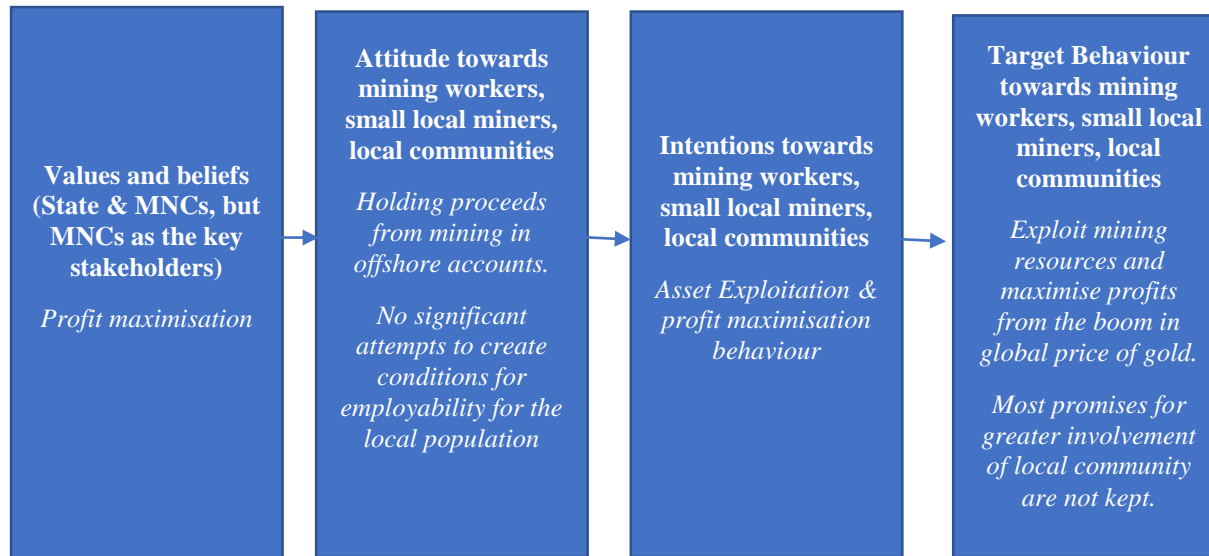 Values and beliefs
(State & MNCs, but
MNCs as the key
stakeholders)
Profit maximisation
Attitude towards
mining workers,
small local miners,
local communities
Holding proceeds
from mining in
offshore accounts.
No significant
attempts to create
conditions for
employability for the
local population
Intentions towards
mining workers,
small local miners,
local communities
Asset Exploitation &
profit maximisation
behaviour
Target Behaviour
towards mining
workers, small local
miners, local
communities
Exploit mining
resources and
maximise profits
from the boom in
global price of gold.
Most promises for
greater involvement
of local community
are not kept.